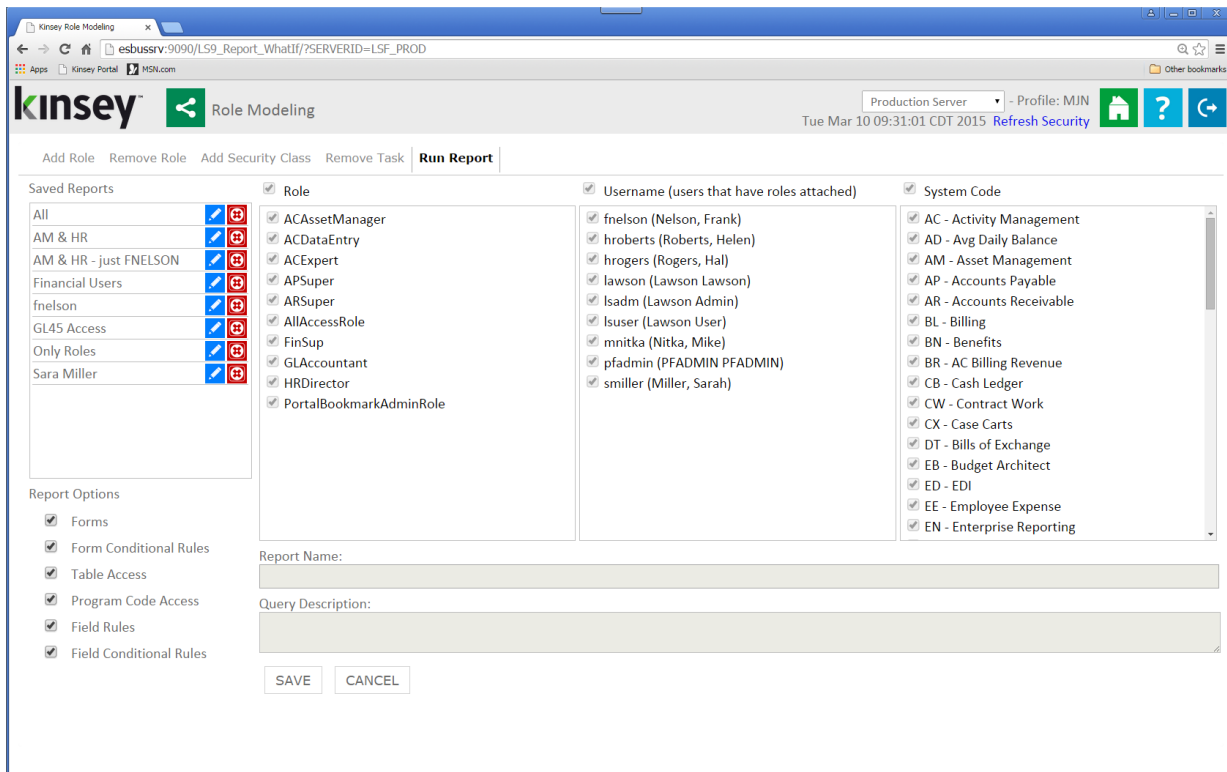 Kinsey Role Modeling
esbussrv:9090/LS9_Report_WhatIf/?SERVERID=LSF_PROD
Apps Kinsey Portal MSN.com Other bookmarks
kinsey Role Modeling
Production Server - Profile: MJN
Tue Mar 10 09:31:01 CDT 2015 Refresh Security
Add Role Remove Role Add Security Class Remove Task Run Report
Saved Reports
All
AM & HR
AM & HR - just FNELSON
Financial Users
fnelson
GL45 Access
Only Roles
Sara Miller
Report Options
Forms
Form Conditional Rules
Table Access
Program Code Access
Field Rules
Field Conditional Rules
Role
ACAssetManager
ACDataEntry
ACExpert
APSuper
ARSuper
AllAccessRole
FinSup
GLAccountant
HRDirector
PortalBookmarkAdminRole
Username (users that have roles attached)
fnelson (Nelson, Frank)
hroberts (Roberts, Helen)
hrogers (Rogers, Hal)
lawson (Lawson Lawson)
lsadm (Lawson Admin)
lsuser (Lawson User)
mnitka (Nitka, Mike)
pfadmin (PFADMIN PFADMIN)
smiller (Miller, Sarah)
System Code
AC - Activity Management
AD - Avg Daily Balance
AM - Asset Management
AP - Accounts Payable
AR - Accounts Receivable
BL - Billing
BN - Benefits
BR - AC Billing Revenue
CB - Cash Ledger
CW - Contract Work
CX - Case Carts
DT - Bills of Exchange
EB - Budget Architect
ED - EDI
EE - Employee Expense
EN - Enterprise Reporting
Report Name:
Query Description:
SAVE CANCEL